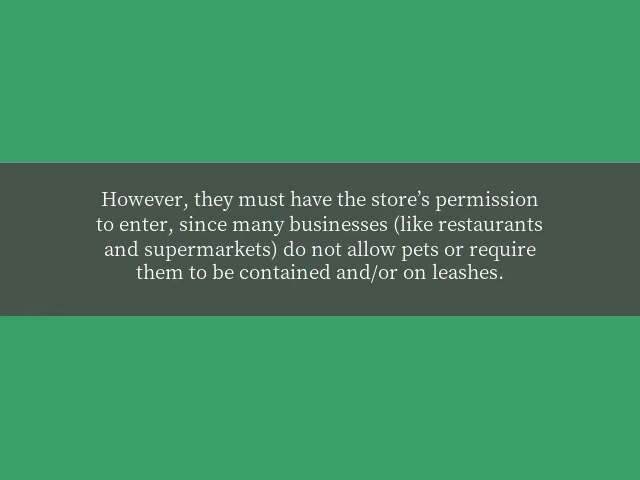 However, they must have the store’s permission
to enter, since many businesses (like restaurants
and supermarkets) do not allow pets or require
them to be contained and/or on leashes.